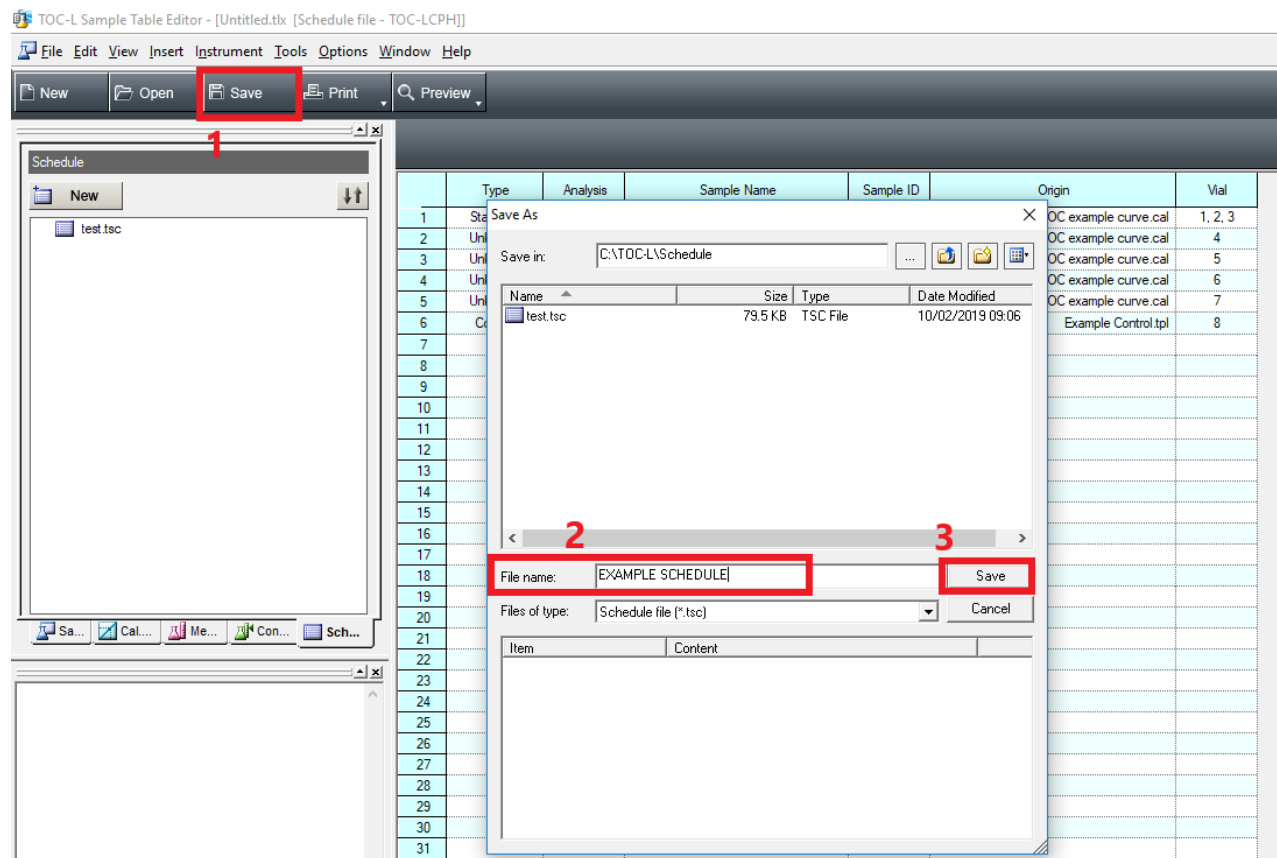 TOC-L Sample Table Editor - [Untitled.tlx [Schedule file - TOC-LCPH]]
File Edit View Insert Instrument Tools Options Window Help
New Open Save Print Preview
1
Schedule
New
test.tsc
Type Analysis Sample Name Sample ID Origin Vial
1 Sta OC example curve.cal 1, 2, 3
2 Unl OC example curve.cal 4
3 Unl OC example curve.cal 5
4 Unl OC example curve.cal 6
5 Unl OC example curve.cal 7
6 Co Example Control.tpl 8
7
8
9
10
11
12
13
14
15
16
17
18
19
20
21
22
23
24
25
26
27
28
29
30
31
Save As
Save in: C:\TOC-L\Schedule ...
Name Size Type Date Modified
test.tsc 79.5 KB TSC File 10/02/2019 09:06
2 3
File name: EXAMPLE SCHEDULE Save
Files of type: Schedule file (*.tsc) Cancel
Item Content
Sa... Cal.... Me... Con... Sch...